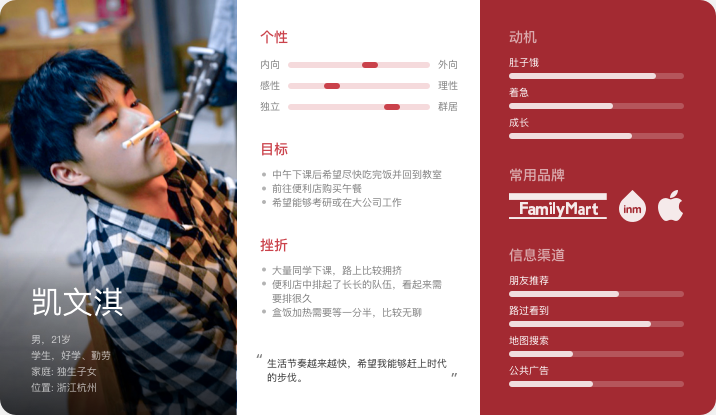 凯文淇
男，21岁
学生，好学、勤劳
家庭: 独生子女
位置: 浙江杭州
个性
内向 外向
感性 理性
独立 群居
目标
中午下课后希望尽快吃完饭并回到教室
前往便利店购买午餐
希望能够考研或在大公司工作
挫折
大量同学下课，路上比较拥挤
便利店中排起了长长的队伍，看起来需
要排很久
盒饭加热需要等一分半，比较无聊
“ 生活节奏越来越快，希望我能够赶上时代
的步伐。 ”
动机
肚子饿
着急
成长
常用品牌
FamilyMart inm
信息渠道
朋友推荐
路过看到
地图搜索
公共广告